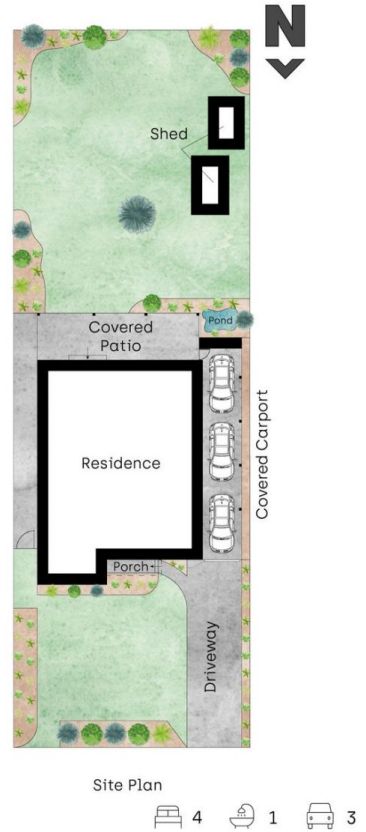 N
Shed
Pond
Covered
Patio
Covered Carport
Residence
Porch
Driveway
Site Plan
4 1 3